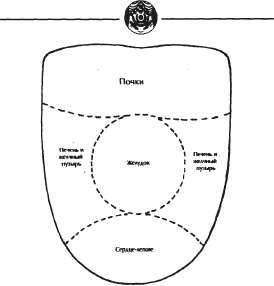 Почки
Печень и
желчный
пузырь
Желудок
Печень и
желчный
пузырь
Сердце-легкие